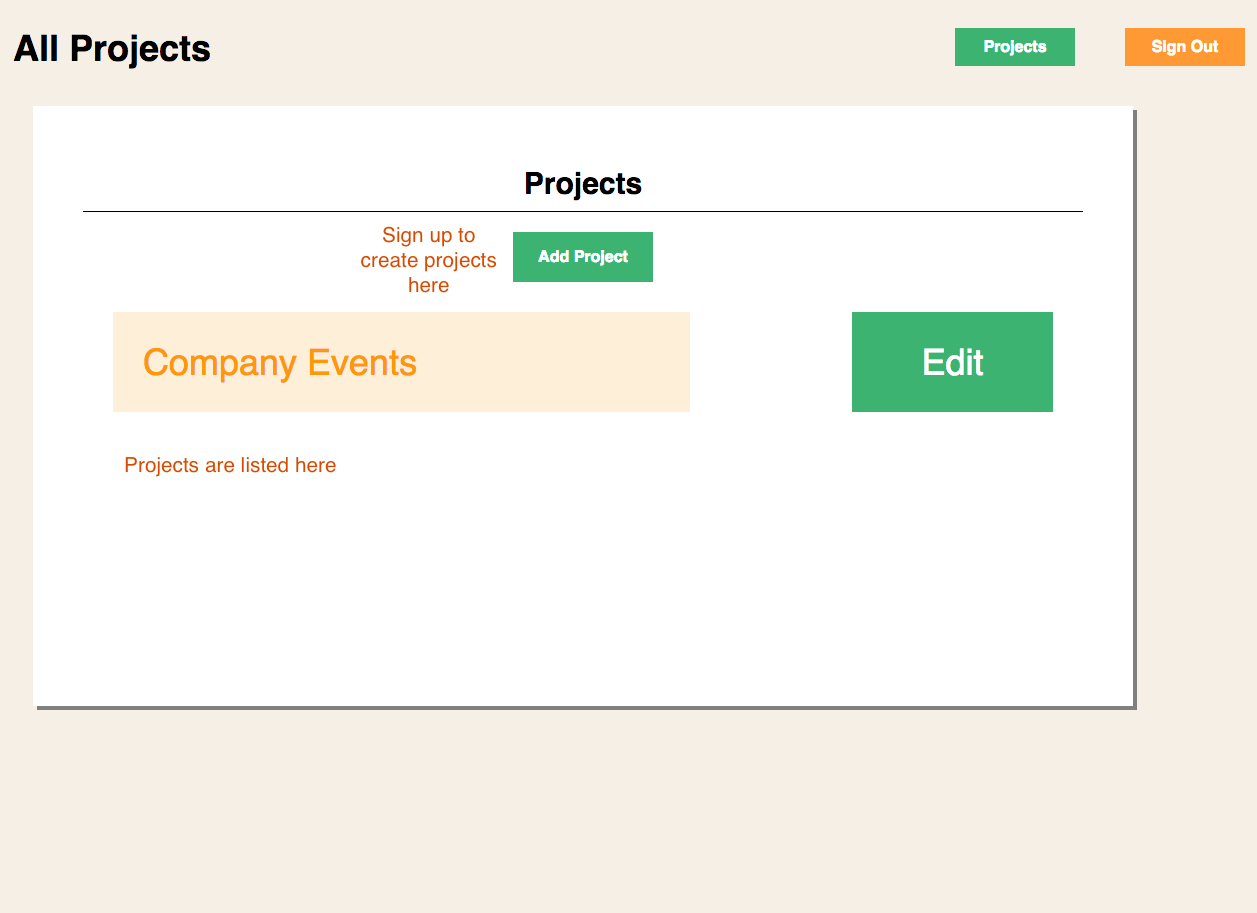 All Projects
Projects
Sign Out
Projects
Sign up to
create projects
here
Add Project
Company Events
Edit
Projects are listed here